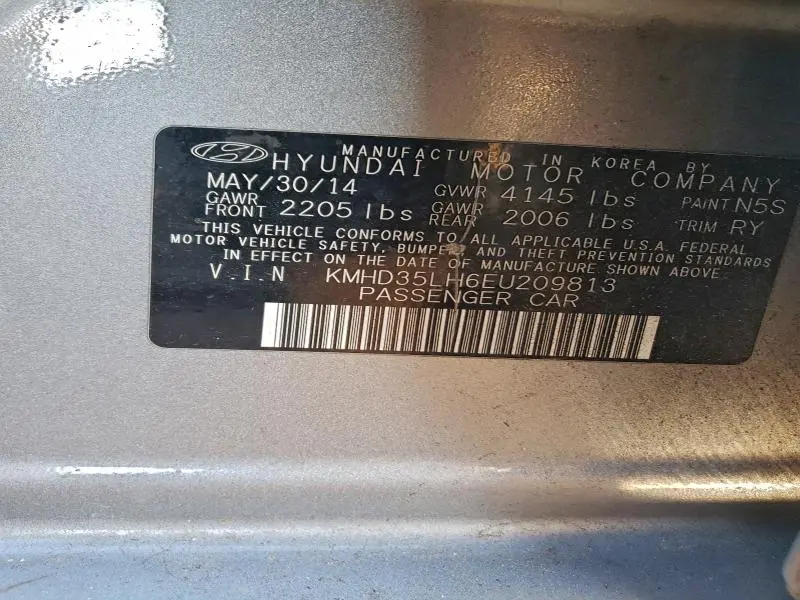 MANUFACTURED IN KOREA BY
HYUNDAI MOTOR COMPANY
MAY/30/14 GVWR 4145 lbs PAINT N5S
GAWR FRONT 2205 lbs GAWR REAR 2006 lbs TRIM RY
THIS VEHICLE CONFORMS TO ALL APPLICABLE U.S.A. FEDERAL
MOTOR VEHICLE SAFETY, BUMPER AND THEFT PREVENTION STANDARDS
IN EFFECT ON THE DATE OF MANUFACTURE SHOWN ABOVE.
V.I.N KMHD35LH6EU209813
PASSENGER CAR